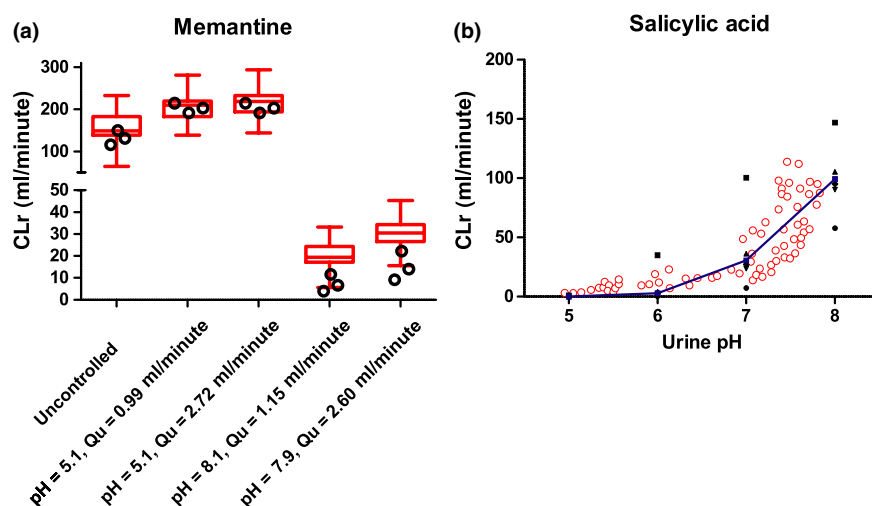 (a)
Memantine
CLr (ml/minute)
300
200
100
50
40
30
20
10
0
Uncontrolled
pH = 5.1, Qu = 0.99 ml/minute
pH = 5.1, Qu = 2.72 ml/minute
pH = 8.1, Qu = 1.15 ml/minute
pH = 7.9, Qu = 2.60 ml/minute
(b)
Salicylic acid
CLr (ml/minute)
200
150
100
50
0
5 6 7 8
Urine pH